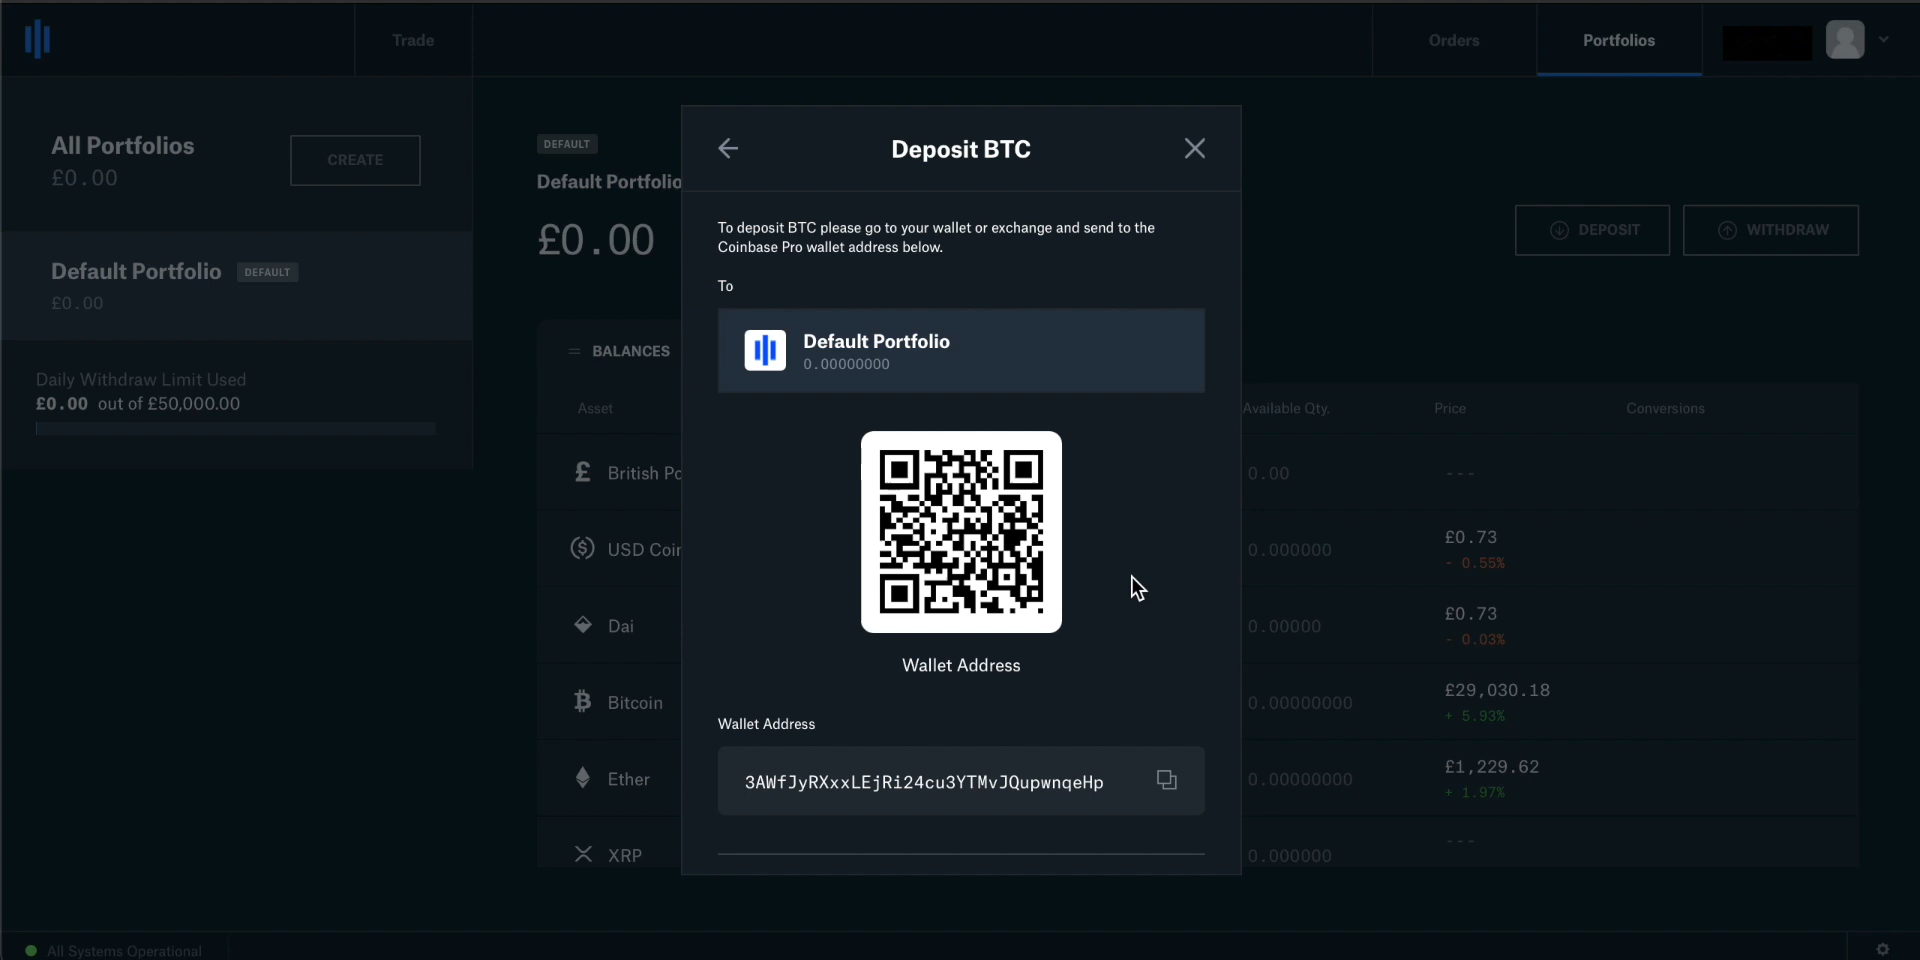 Trade
Orders
Portfolios
All Portfolios
£0.00
CREATE
Default Portfolio
DEFAULT
£0.00
Daily Withdraw Limit Used
£0.00 out of £50,000.00
DEFAULT
Default Portfolio
£0.00
DEPOSIT
WITHDRAW
BALANCES
Asset
Available Qty.
Price
Conversions
British Po
0.00
---
USD Coin
0.000000
£0.73
- 0.55%
Dai
0.00000
£0.73
- 0.03%
Bitcoin
0.00000000
£29,030.18
+ 5.93%
Ether
0.00000000
£1,229.62
+ 1.97%
XRP
0.000000
---
Deposit BTC
To deposit BTC please go to your wallet or exchange and send to the
Coinbase Pro wallet address below.
To
Default Portfolio
0.00000000
Wallet Address
Wallet Address
3AWfJyRXxxLEjRi24cu3YTMvJQupwnqeHp
All Systems Operational